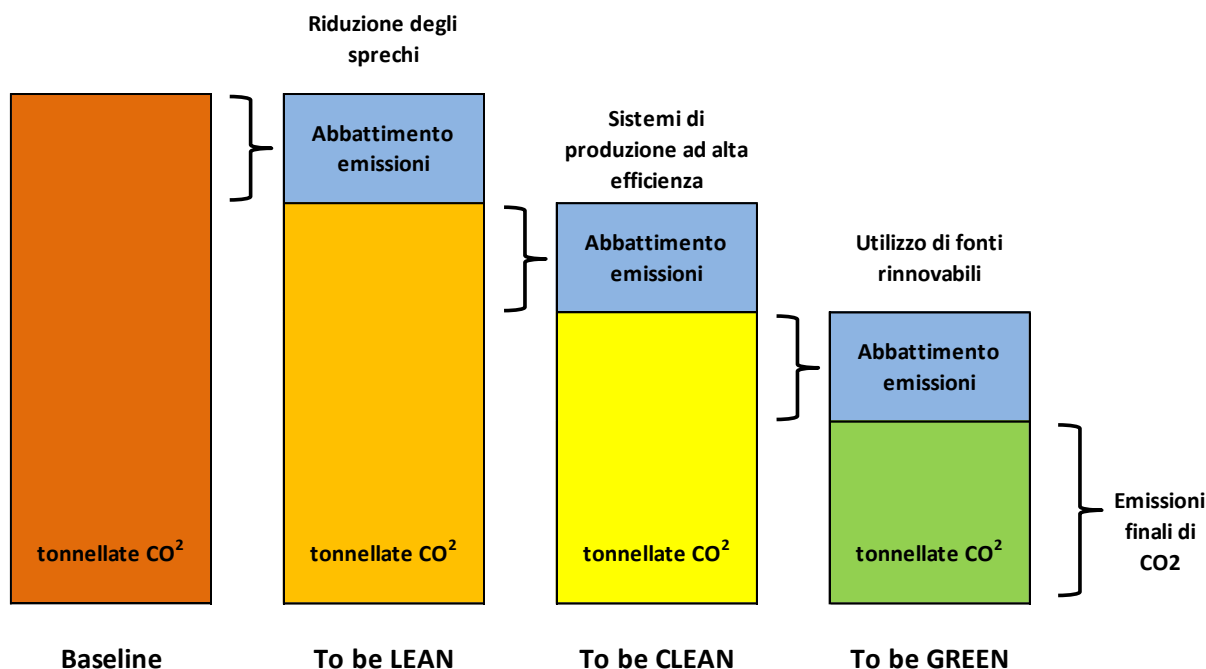 Riduzione degli
sprechi
Abbattimento
emissioni
Sistemi di
produzione ad alta
efficienza
Abbattimento
emissioni
Utilizzo di fonti
rinnovabili
Abbattimento
emissioni
tonnellate CO²
tonnellate CO²
tonnellate CO²
tonnellate CO²
Emissioni
finali di
CO2
Baseline
To be LEAN
To be CLEAN
To be GREEN